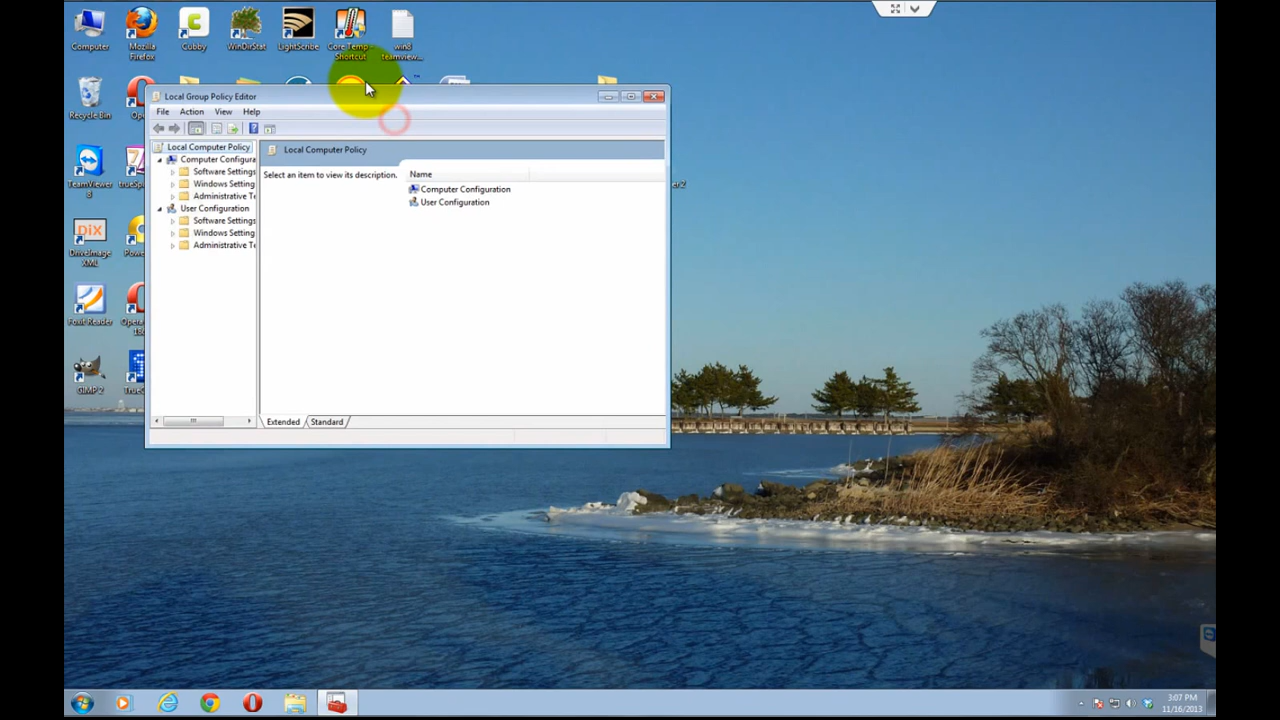 Computer
Mozilla
Firefox
Cubby
WinDirStat
LightScribe
Core Temp
Shortcut
win8
teamview...
Recycle Bin
Local Group Policy Editor
File Action View Help
Local Computer Policy
Computer Configura
Software Settings
Windows Setting
Administrative Te
User Configuration
Software Settings
Windows Setting
Administrative Te
Local Computer Policy
Select an item to view its description.
Name
Computer Configuration
User Configuration
Extended Standard
TeamViewer
8
DiX
DriveImage
XML
Foxit Reader
GIMP 2
3:07 PM
11/16/2013